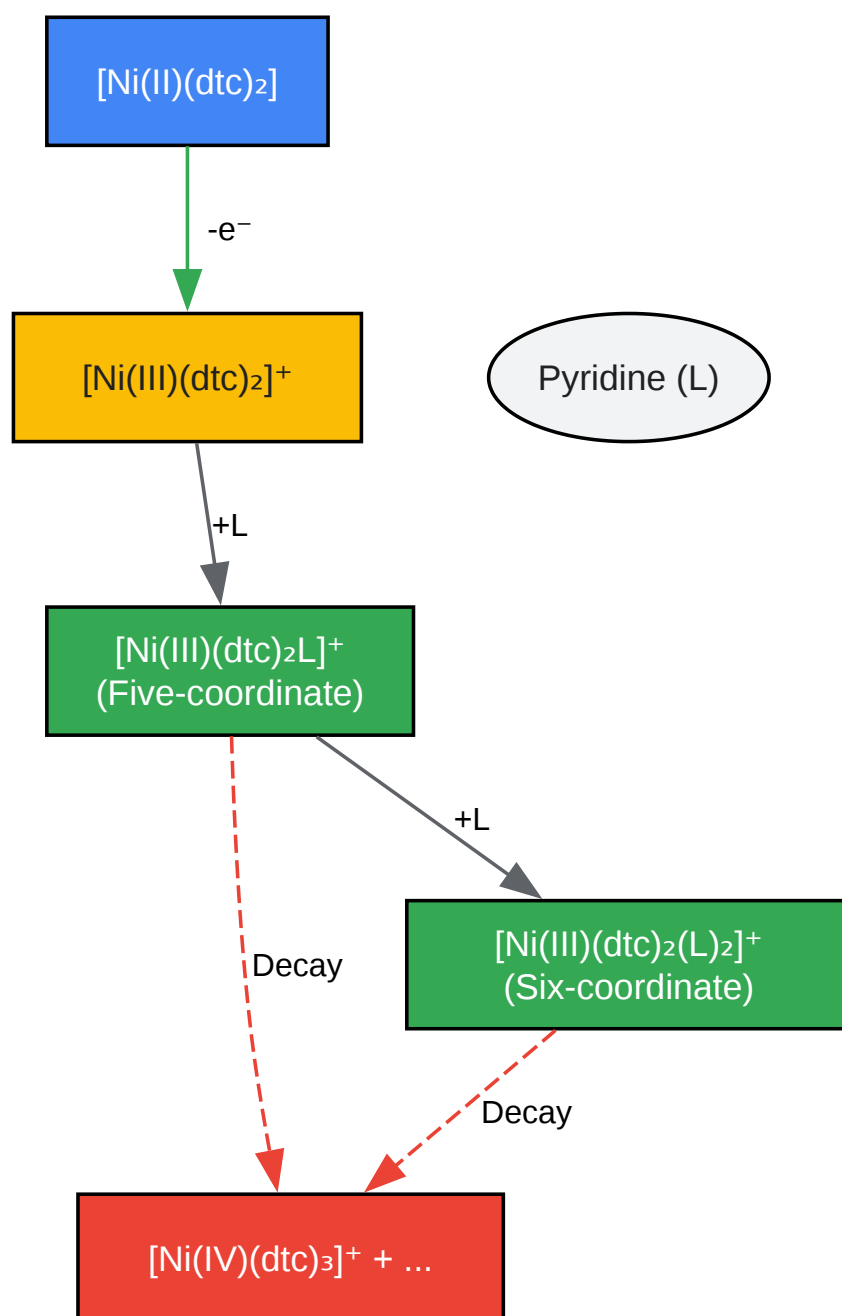 [Ni(II)(dtc)₂]
-e⁻
[Ni(III)(dtc)₂]⁺
Pyridine (L)
+L
[Ni(III)(dtc)₂L]⁺
(Five-coordinate)
+L
[Ni(III)(dtc)₂(L)₂]⁺
(Six-coordinate)
Decay
Decay
[Ni(IV)(dtc)₃]⁺ + ...